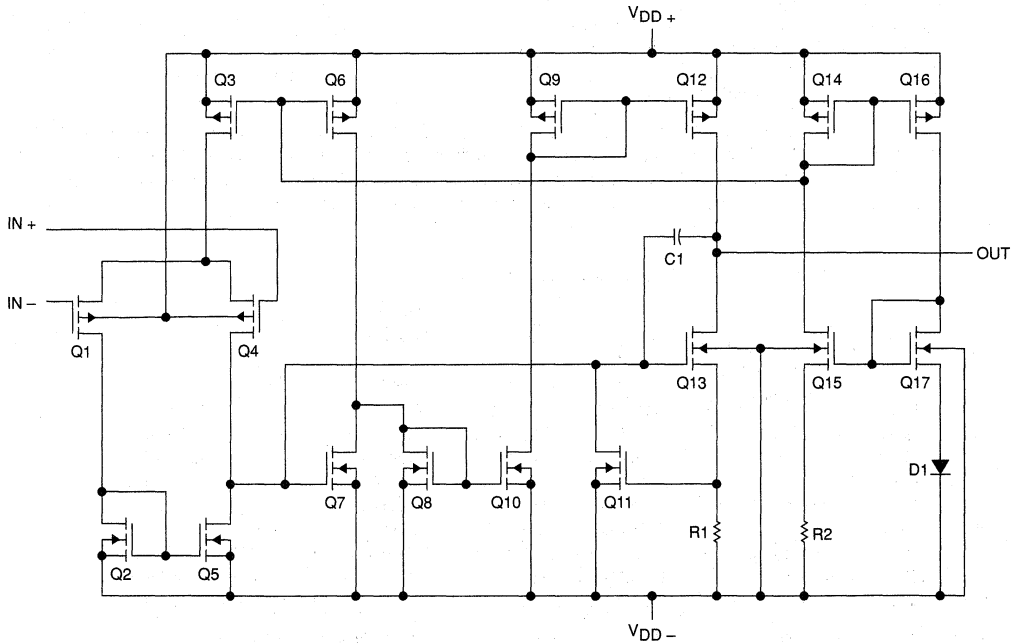 VDD +
Q3
Q6
Q9
Q12
Q14
Q16
IN +
C1
OUT
IN −
Q1
Q4
Q13
Q15
Q17
D1
Q7
Q8
Q10
Q11
R1
R2
Q2
Q5
VDD −